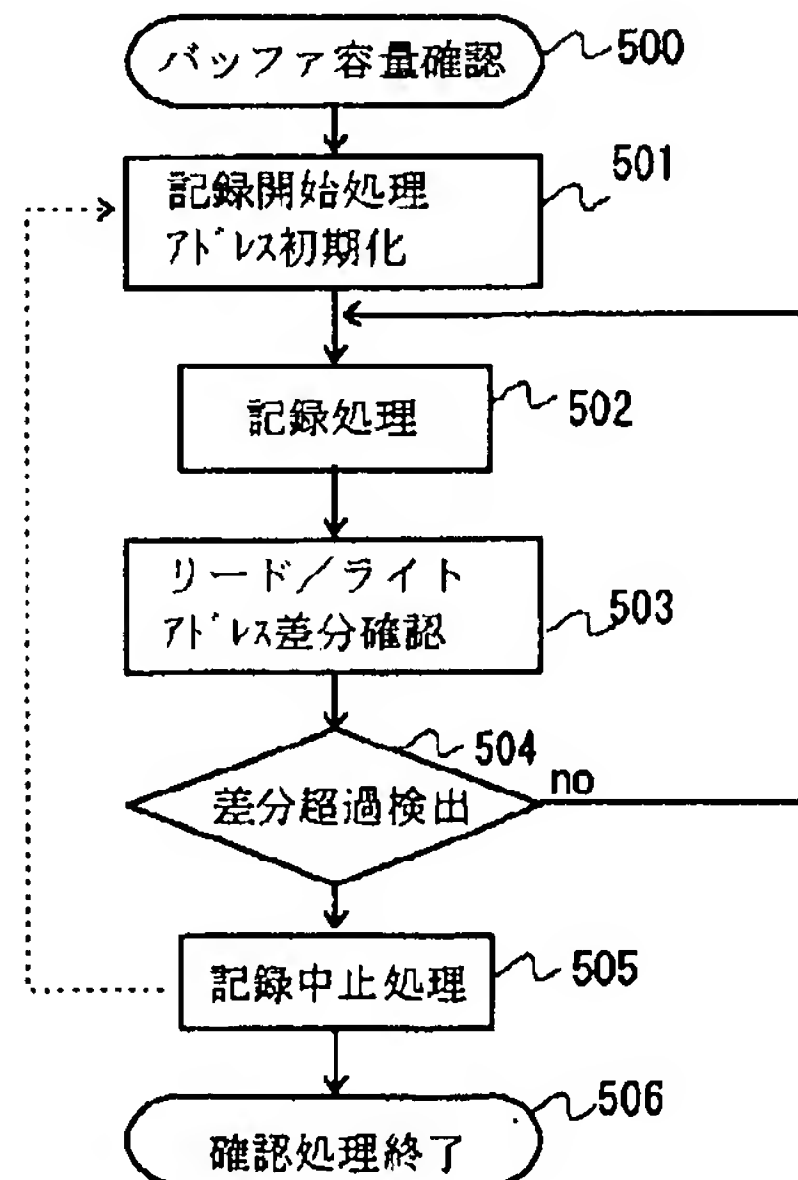 バッファ容量確認
500
記録開始処理
アドレス初期化
501
記録処理
502
リード／ライト
アドレス差分確認
503
504
差分超過検出
no
記録中止処理
505
506
確認処理終了